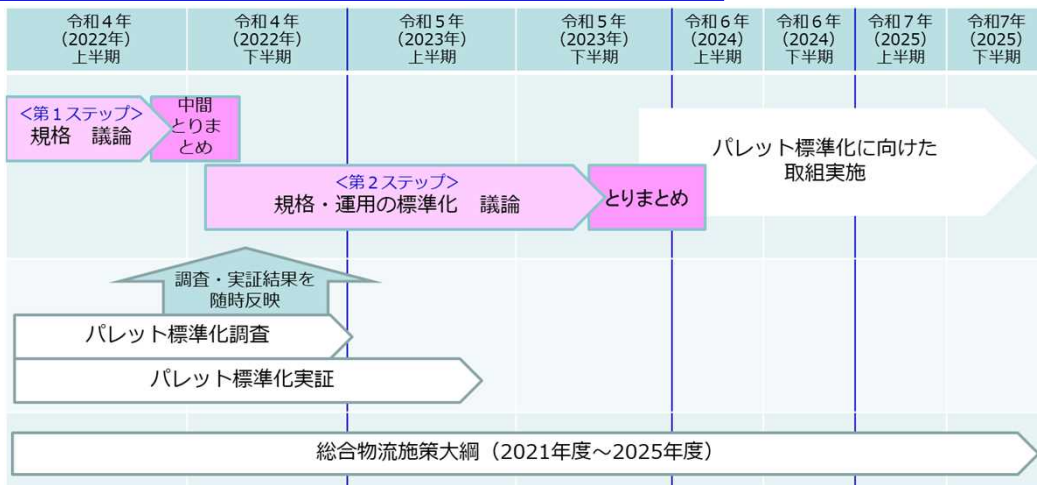 令和４年
（2022年）
上半期
令和４年
（2022年）
下半期
令和５年
（2023年）
上半期
令和５年
（2023年）
下半期
令和６年
（2024）
上半期
令和６年
（2024）
下半期
令和７年
（2025）
上半期
令和7年
（2025）
下半期
<第１ステップ>
規格　議論
中間
とりま
とめ
<第２ステップ>
規格・運用の標準化　議論
とりまとめ
パレット標準化に向けた
取組実施
調査・実証結果を
随時反映
パレット標準化調査
パレット標準化実証
総合物流施策大綱（2021年度～2025年度）